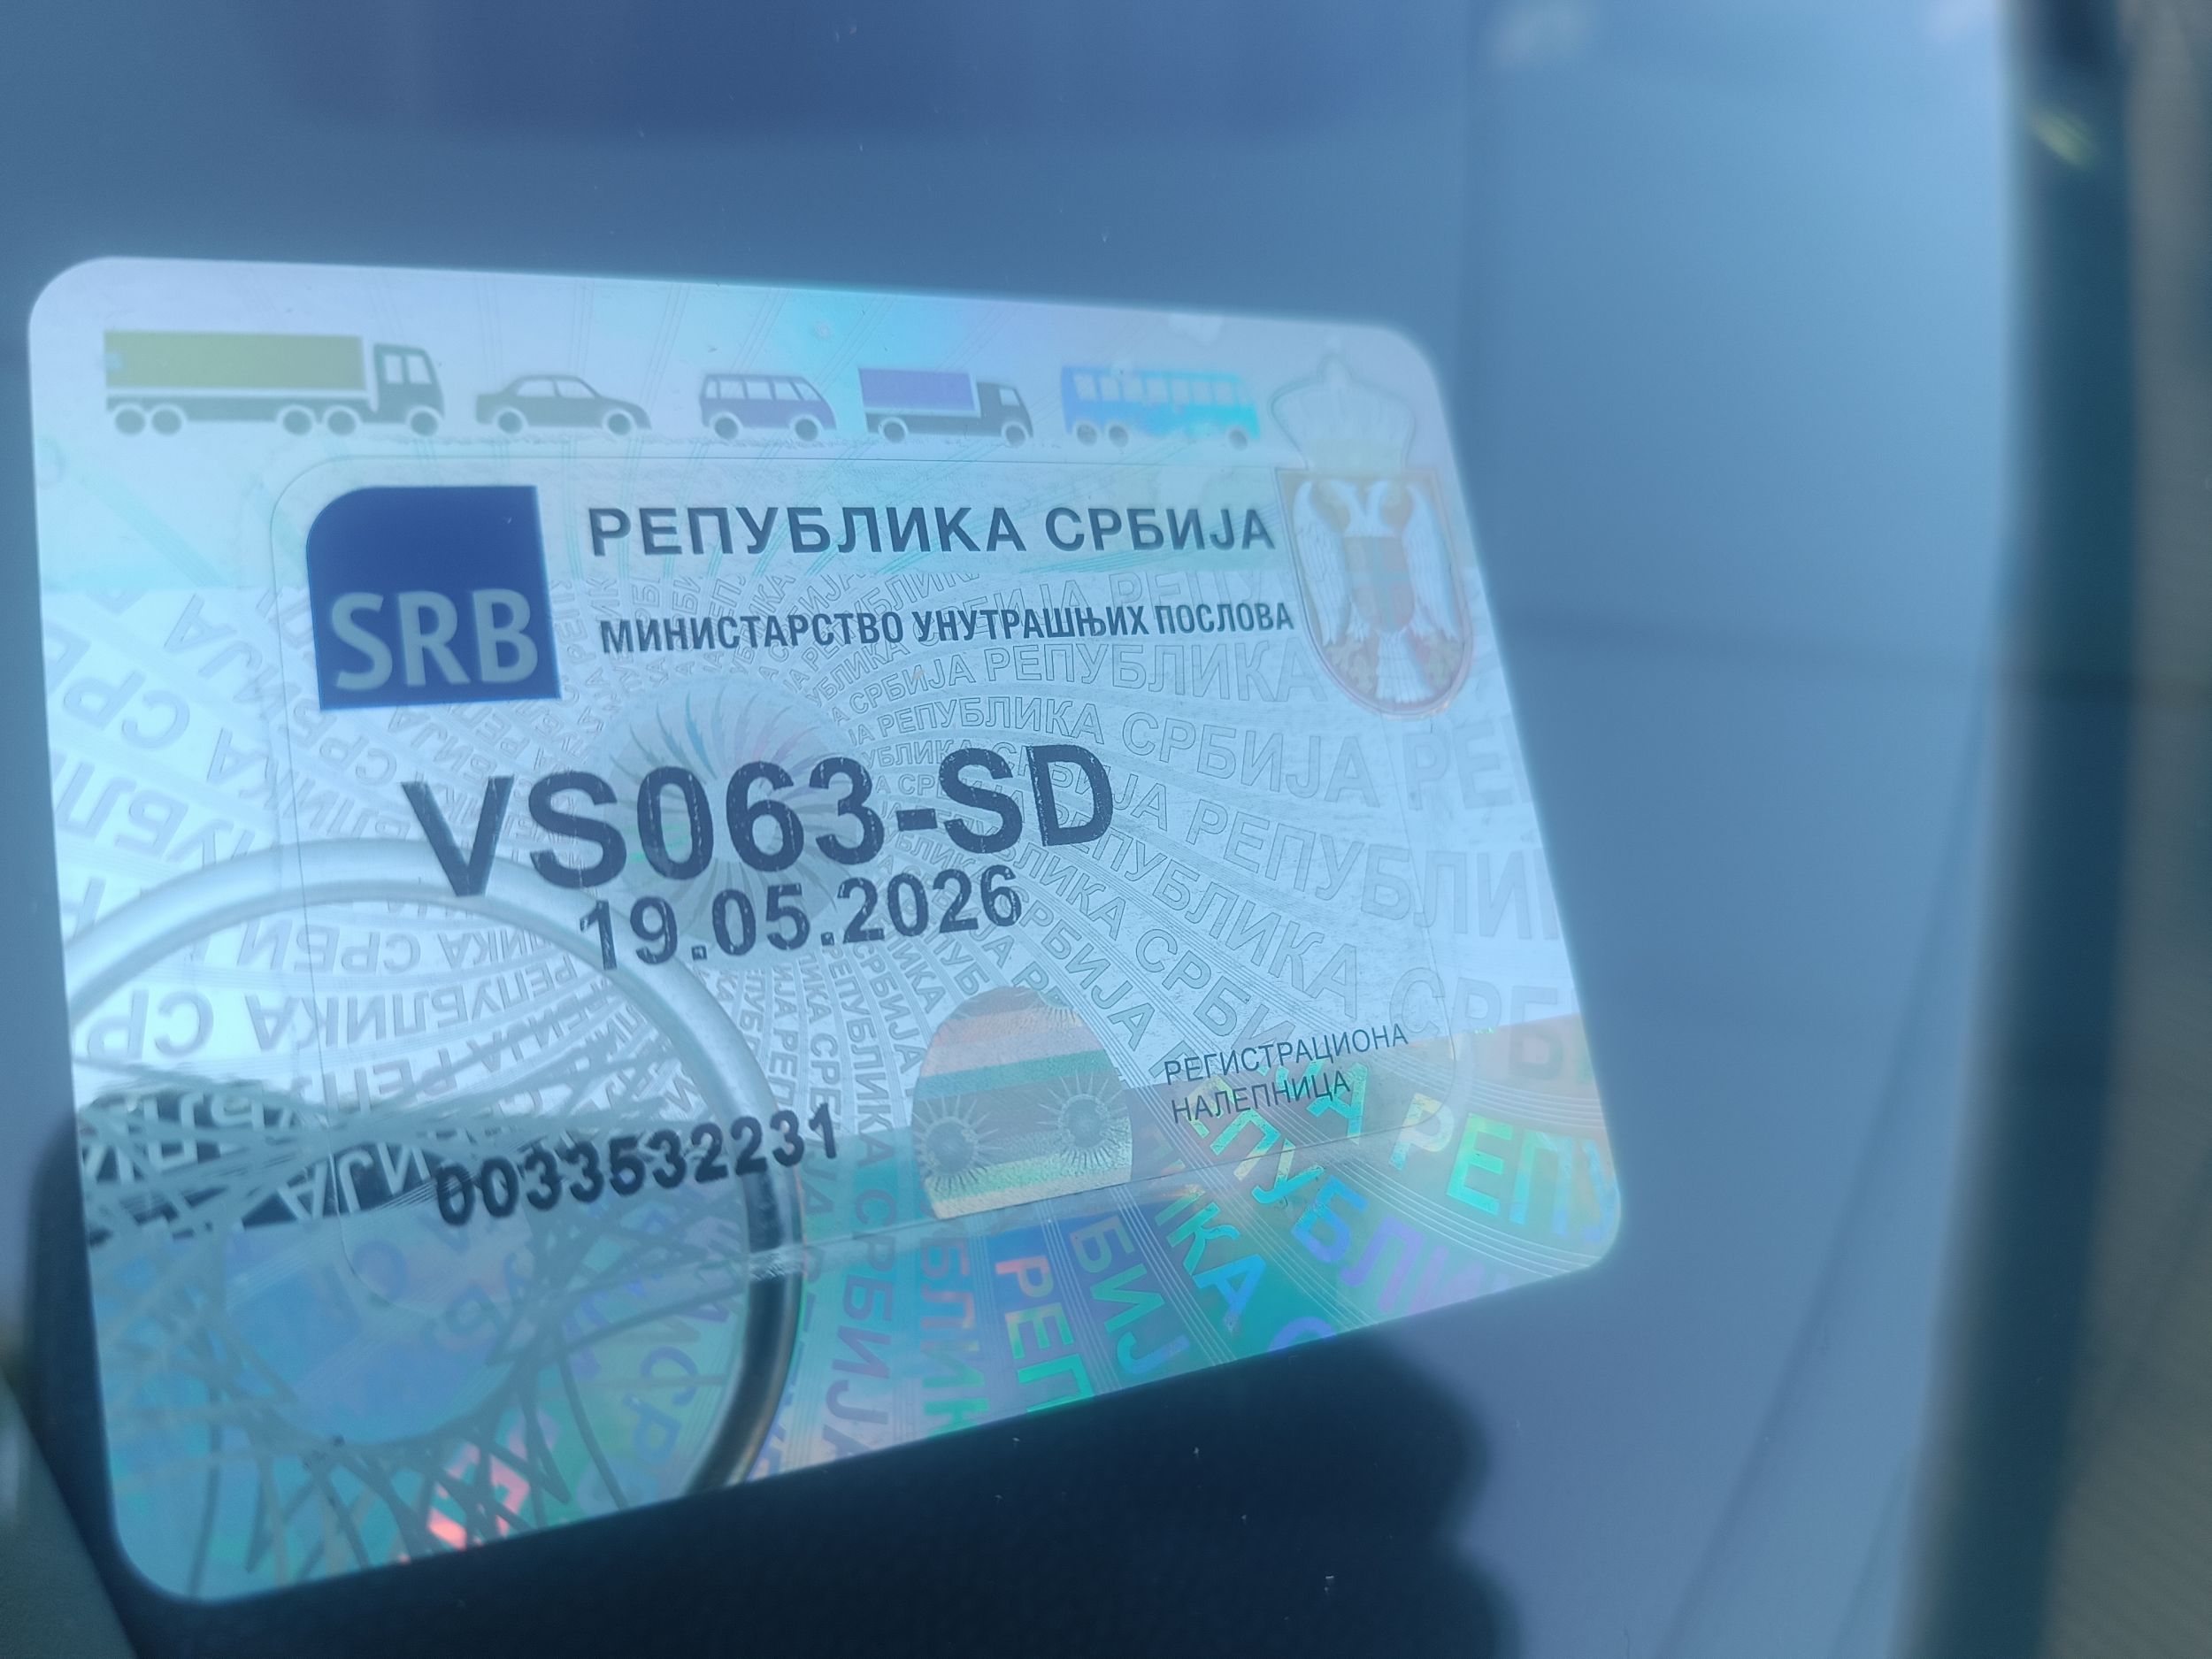 РЕПУБЛИКА СРБИЈА
SRB
МИНИСТАРСТВО УНУТРАШЊИХ ПОСЛОВА
VS063-SD
19.05.2026
РЕГИСТРАЦИОНА
НАЛЕПНИЦА
0033532231